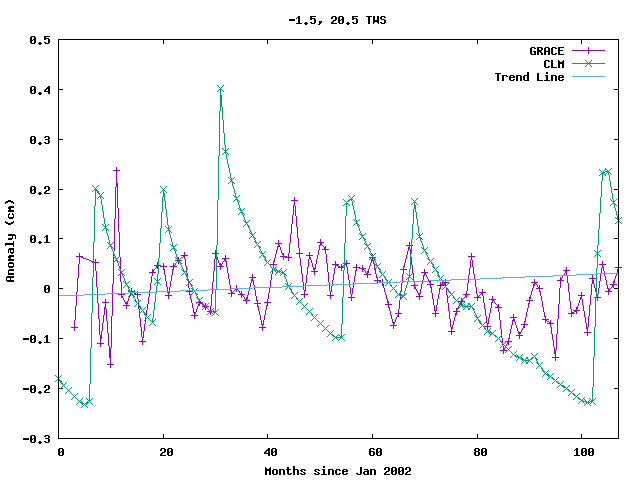 -1.5, 20.5 TWS
GRACE
CLM
Trend Line
0.5
0.4
0.3
0.2
0.1
0
-0.1
-0.2
-0.3
Anomaly (cm)
0 20 40 60 80 100
Months since Jan 2002